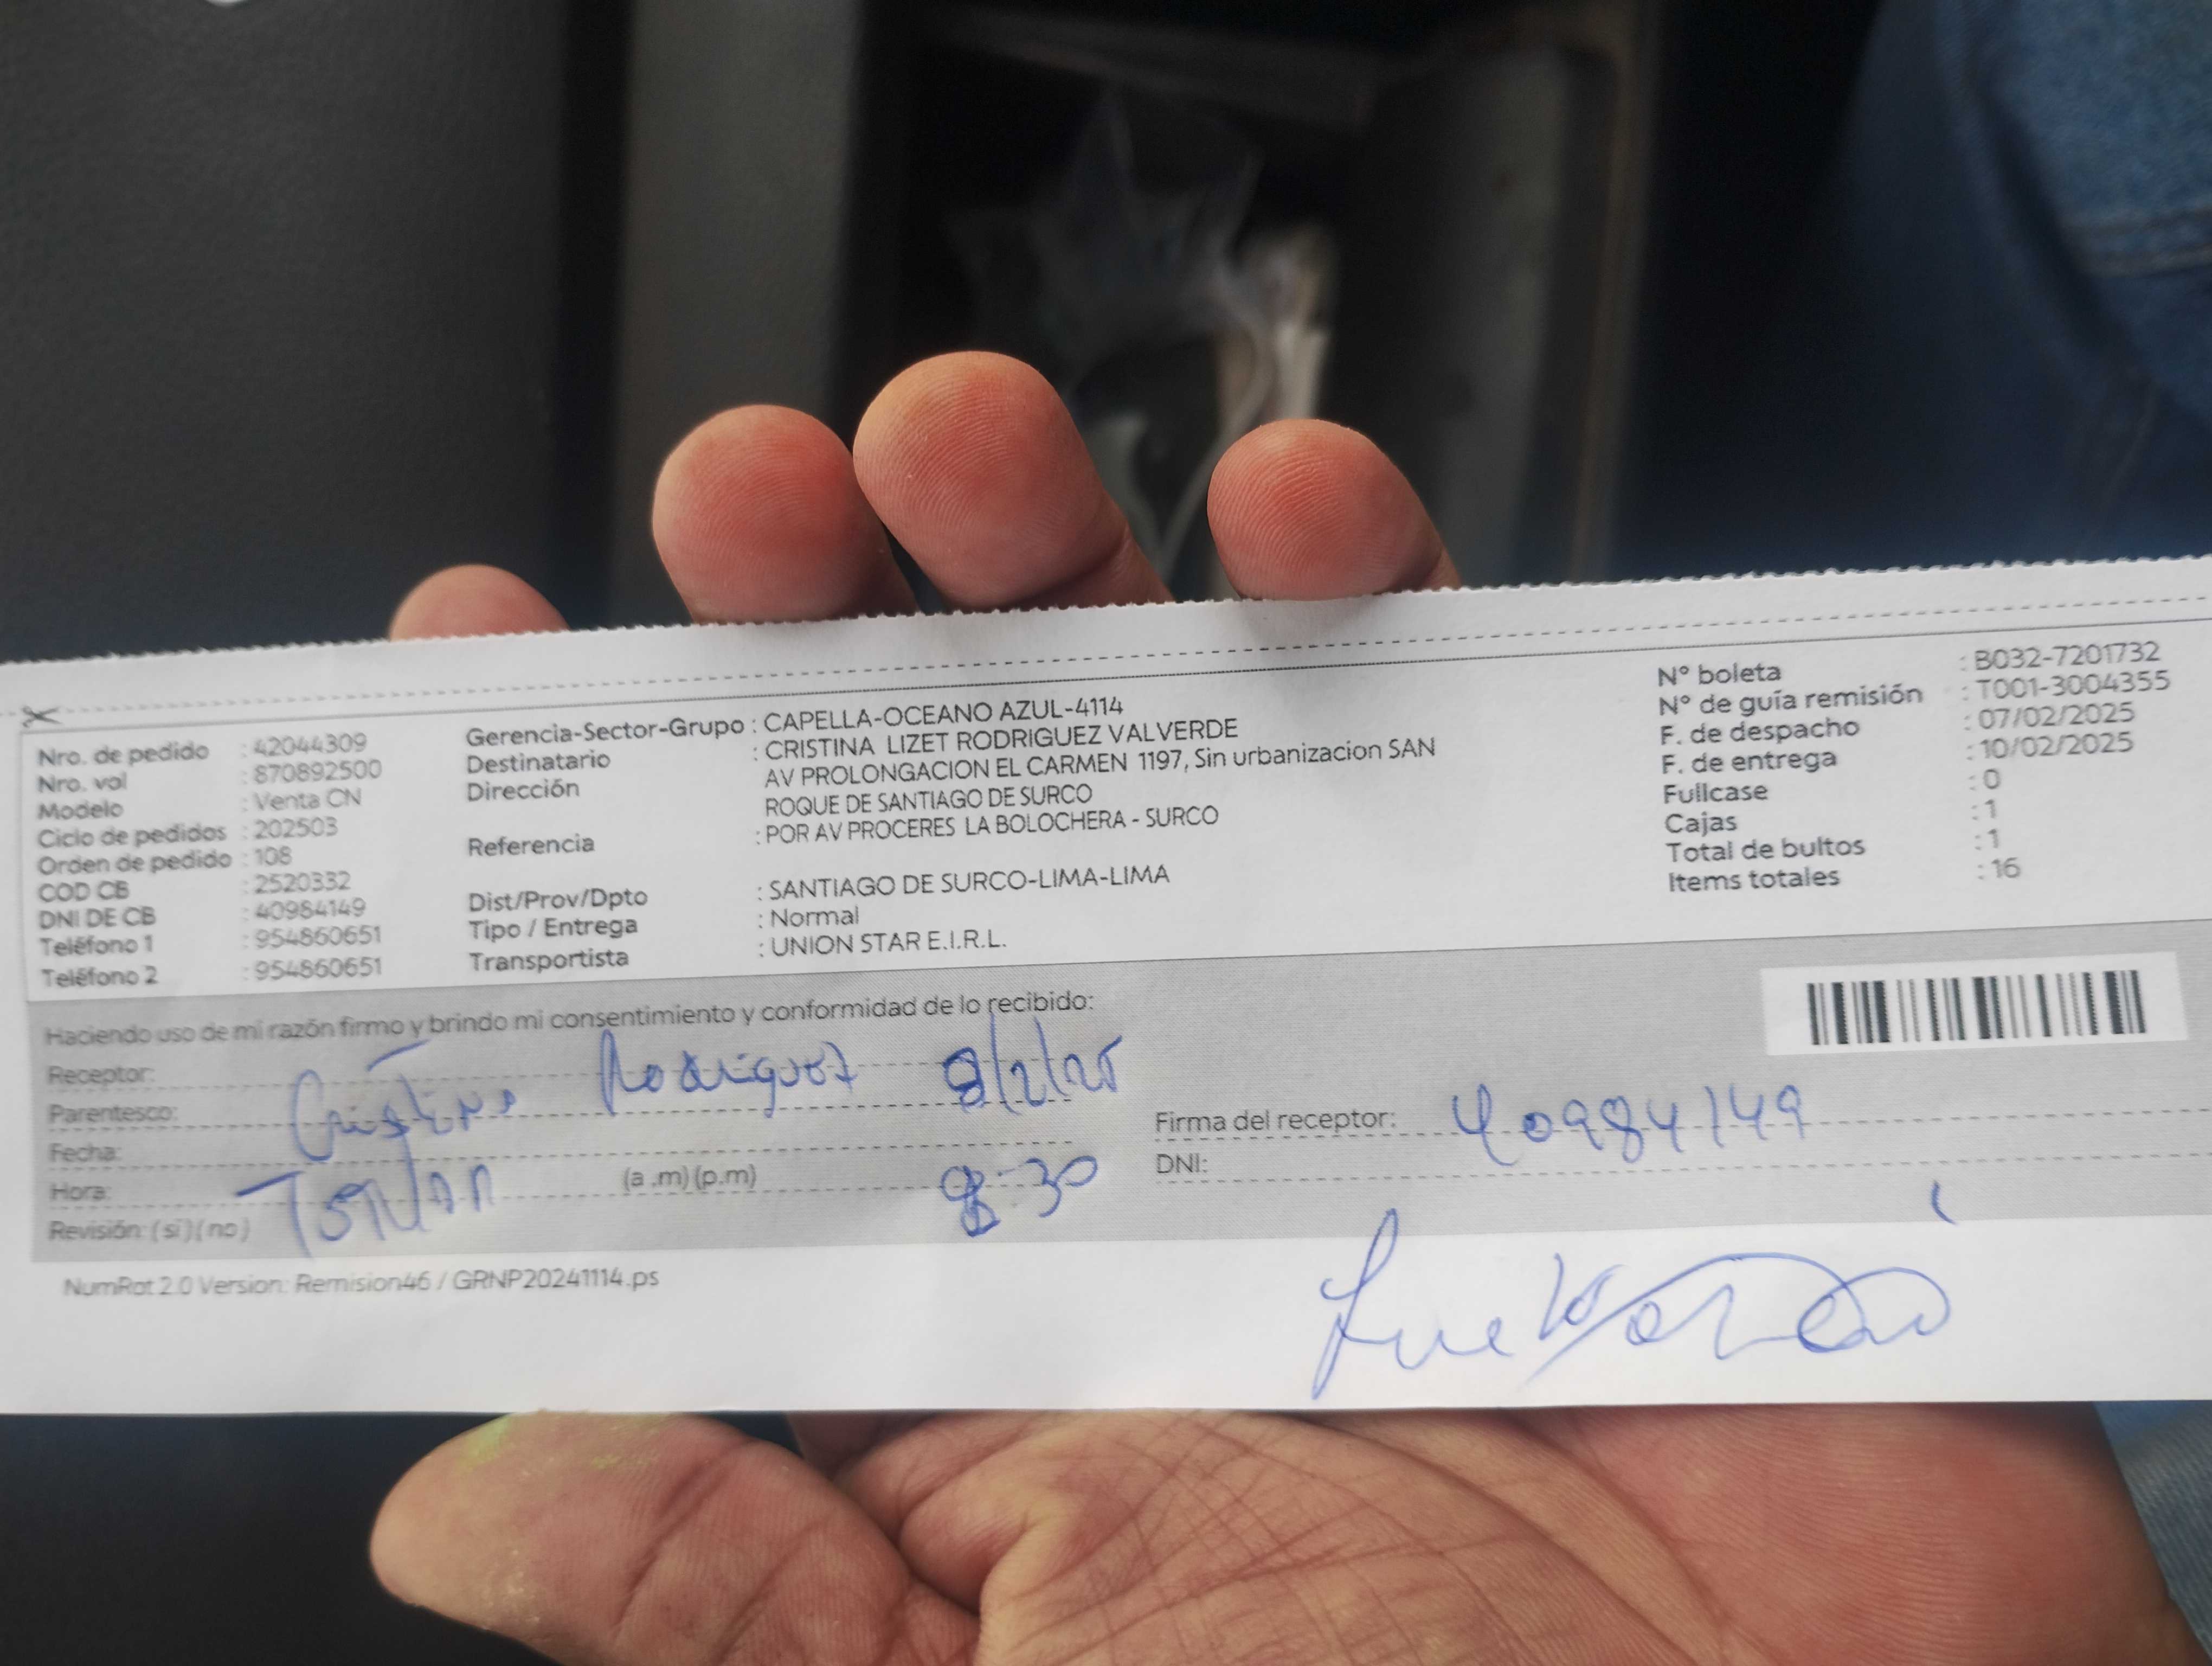 Nro. de pedido : 42044309
Nro. val : 870892500
Modelo : Venta CN
Ciclo de pedidos : 202503
Orden de pedido : 108
COD CB : 2520332
DNI DE CB : 40984149
Teléfono 1 : 954860651
Teléfono 2 : 954860651
Gerencia-Sector-Grupo : CAPELLA-OCEANO AZUL-4114
Destinatario : CRISTINA LIZET RODRIGUEZ VALVERDE
Dirección AV PROLONGACION EL CARMEN 1197, Sin urbanizacion SAN
ROQUE DE SANTIAGO DE SURCO
Referencia : POR AV PROCERES LA BOLOCHERA - SURCO
Dist/Prov/Dpto : SANTIAGO DE SURCO-LIMA-LIMA
Tipo / Entrega : Normal
Transportista : UNION STAR E.I.R.L.
N° boleta : B032-7201732
N° de guía remisión : T001-3004355
F. de despacho : 07/02/2025
F. de entrega : 10/02/2025
Fullcase : 0
Cajas : 1
Total de bultos : 1
Items totales : 16
Haciendo uso de mi razón firmo y brindo mi consentimiento y conformidad de lo recibido:
Receptor:
Parentesco: Cristina Rodriguez 8/2/25
Fecha:
Hora: (a .m) (p.m) 8:30
Revisión: ( si ) ( no )
Firma del receptor: 40984149
DNI:
NumRot 2.0 Version: Remision46 / GRNP20241114.ps